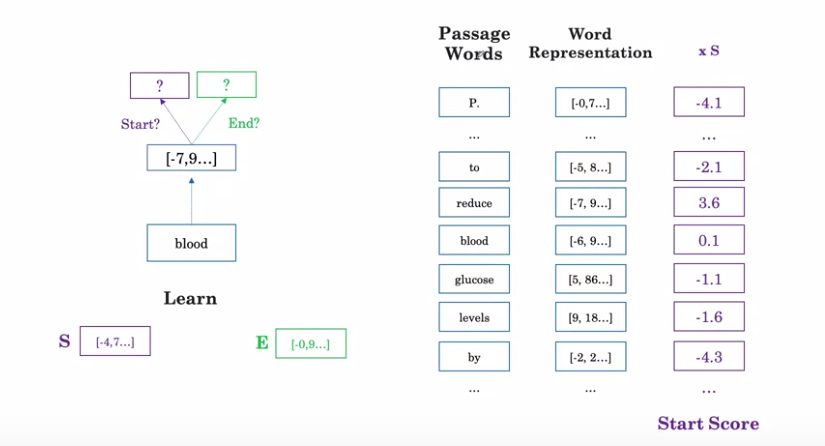 ? ?
Start? End?
[-7,9...]
blood
Learn
S [-4,7...] E [-0,9...]
Passage Words Word Representation x S
P. [-0,7...] -4.1
... ... ...
to [-5, 8...] -2.1
reduce [-7, 9...] 3.6
blood [-6, 9...] 0.1
glucose [5, 86...] -1.1
levels [9, 18...] -1.6
by [-2, 2...] -4.3
... ... ...
Start Score